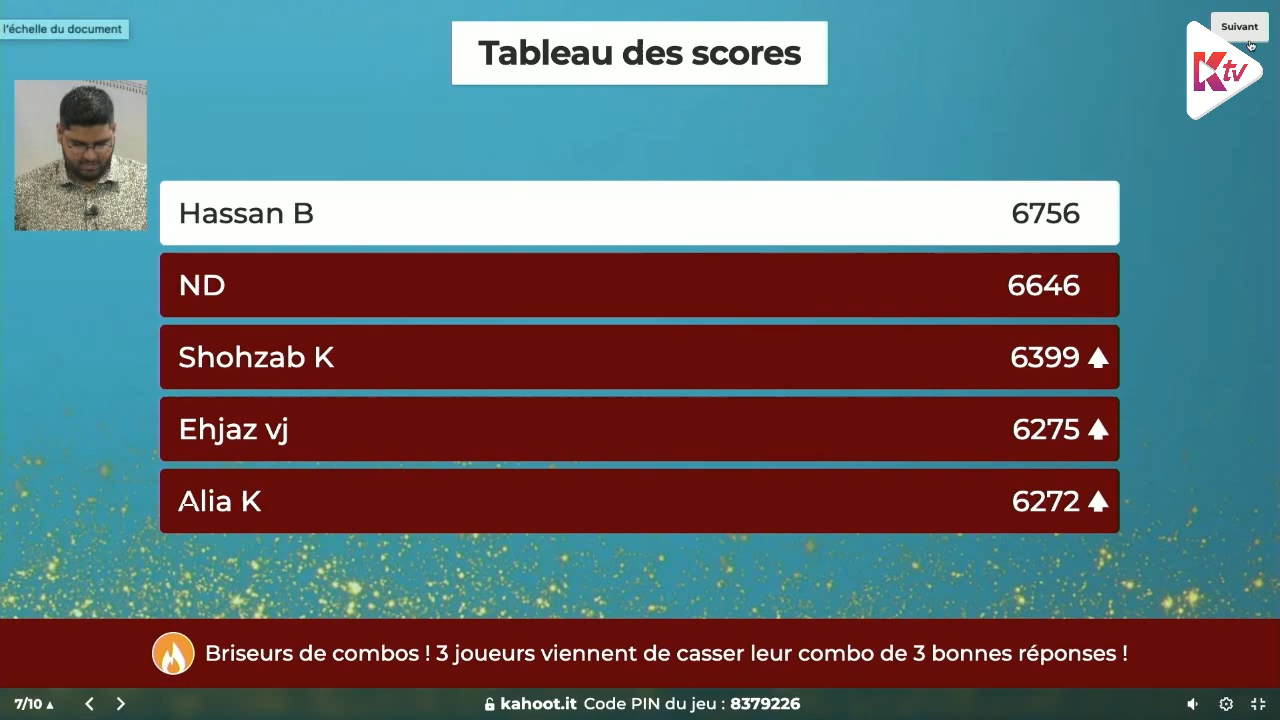 l'échelle du document
Tableau des scores
Suivant
K tv
Hassan B 6756
ND 6646
Shohzab K 6399
Ehjaz vj 6275
Alia K 6272
Briseurs de combos ! 3 joueurs viennent de casser leur combo de 3 bonnes réponses !
7/10 kahoot.it Code PIN du jeu : 8379226